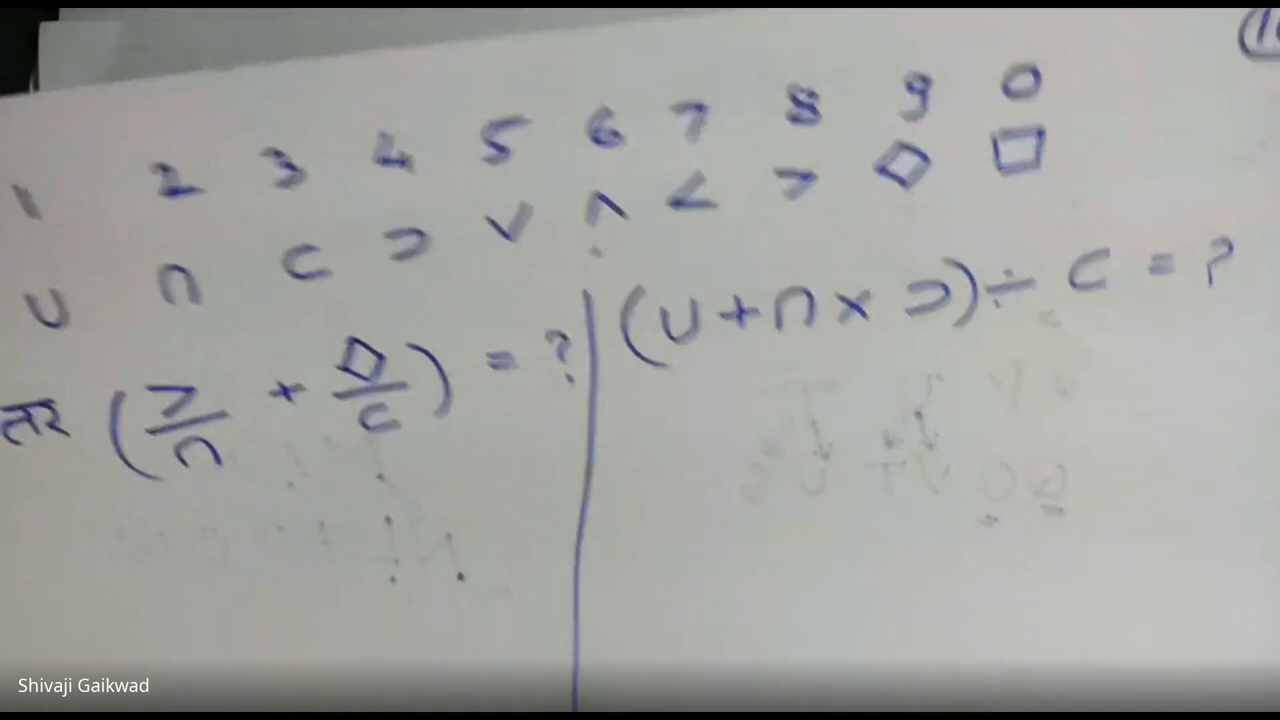 1 2 3 4 5 6 7 8 9 0
∪ ∩ ⊂ ⊃ ∨ ∧ < > ◇ □
तर (>/∩ + ◇/⊂) = ?
(∪ + ∩ × ⊃) ÷ ⊂ = ?
Shivaji Gaikwad